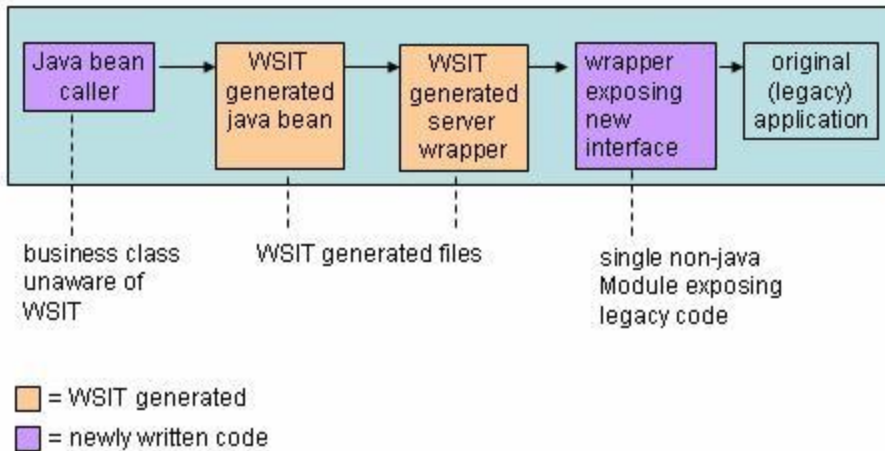 Java bean
caller
WSIT
generated
java bean
WSIT
generated
server
wrapper
wrapper
exposing
new
interface
original
(legacy)
application
business class
unaware of
WSIT
WSIT generated files
single non-java
Module exposing
legacy code
= WSIT generated
= newly written code